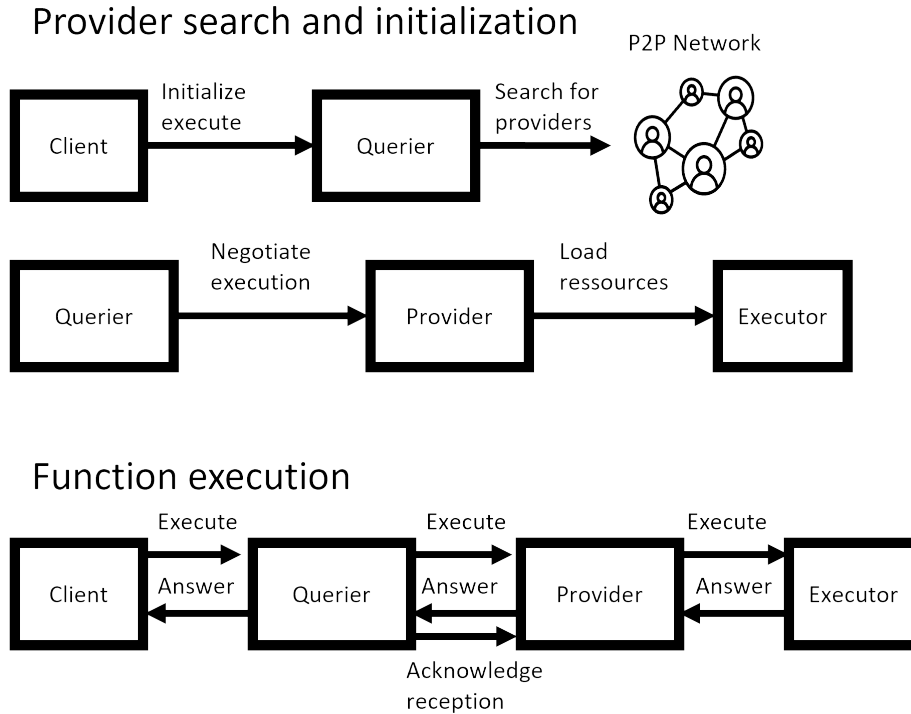 Provider search and initialization
P2P Network
Initialize
execute
Search for
providers
Client
Querier
Negotiate
execution
Load
ressources
Querier
Provider
Executor
Function execution
Execute
Execute
Execute
Answer
Answer
Answer
Client
Querier
Provider
Executor
Acknowledge
reception